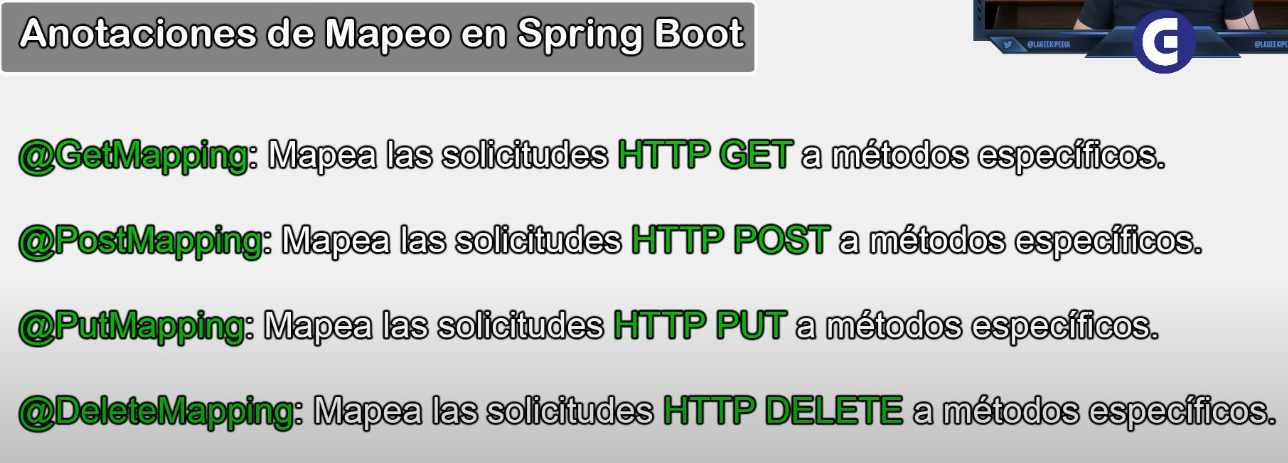 Anotaciones de Mapeo en Spring Boot
@LAGEEKIPEDIA
@GetMapping: Mapea las solicitudes HTTP GET a métodos específicos.
@PostMapping: Mapea las solicitudes HTTP POST a métodos específicos.
@PutMapping: Mapea las solicitudes HTTP PUT a métodos específicos.
@DeleteMapping: Mapea las solicitudes HTTP DELETE a métodos específicos.